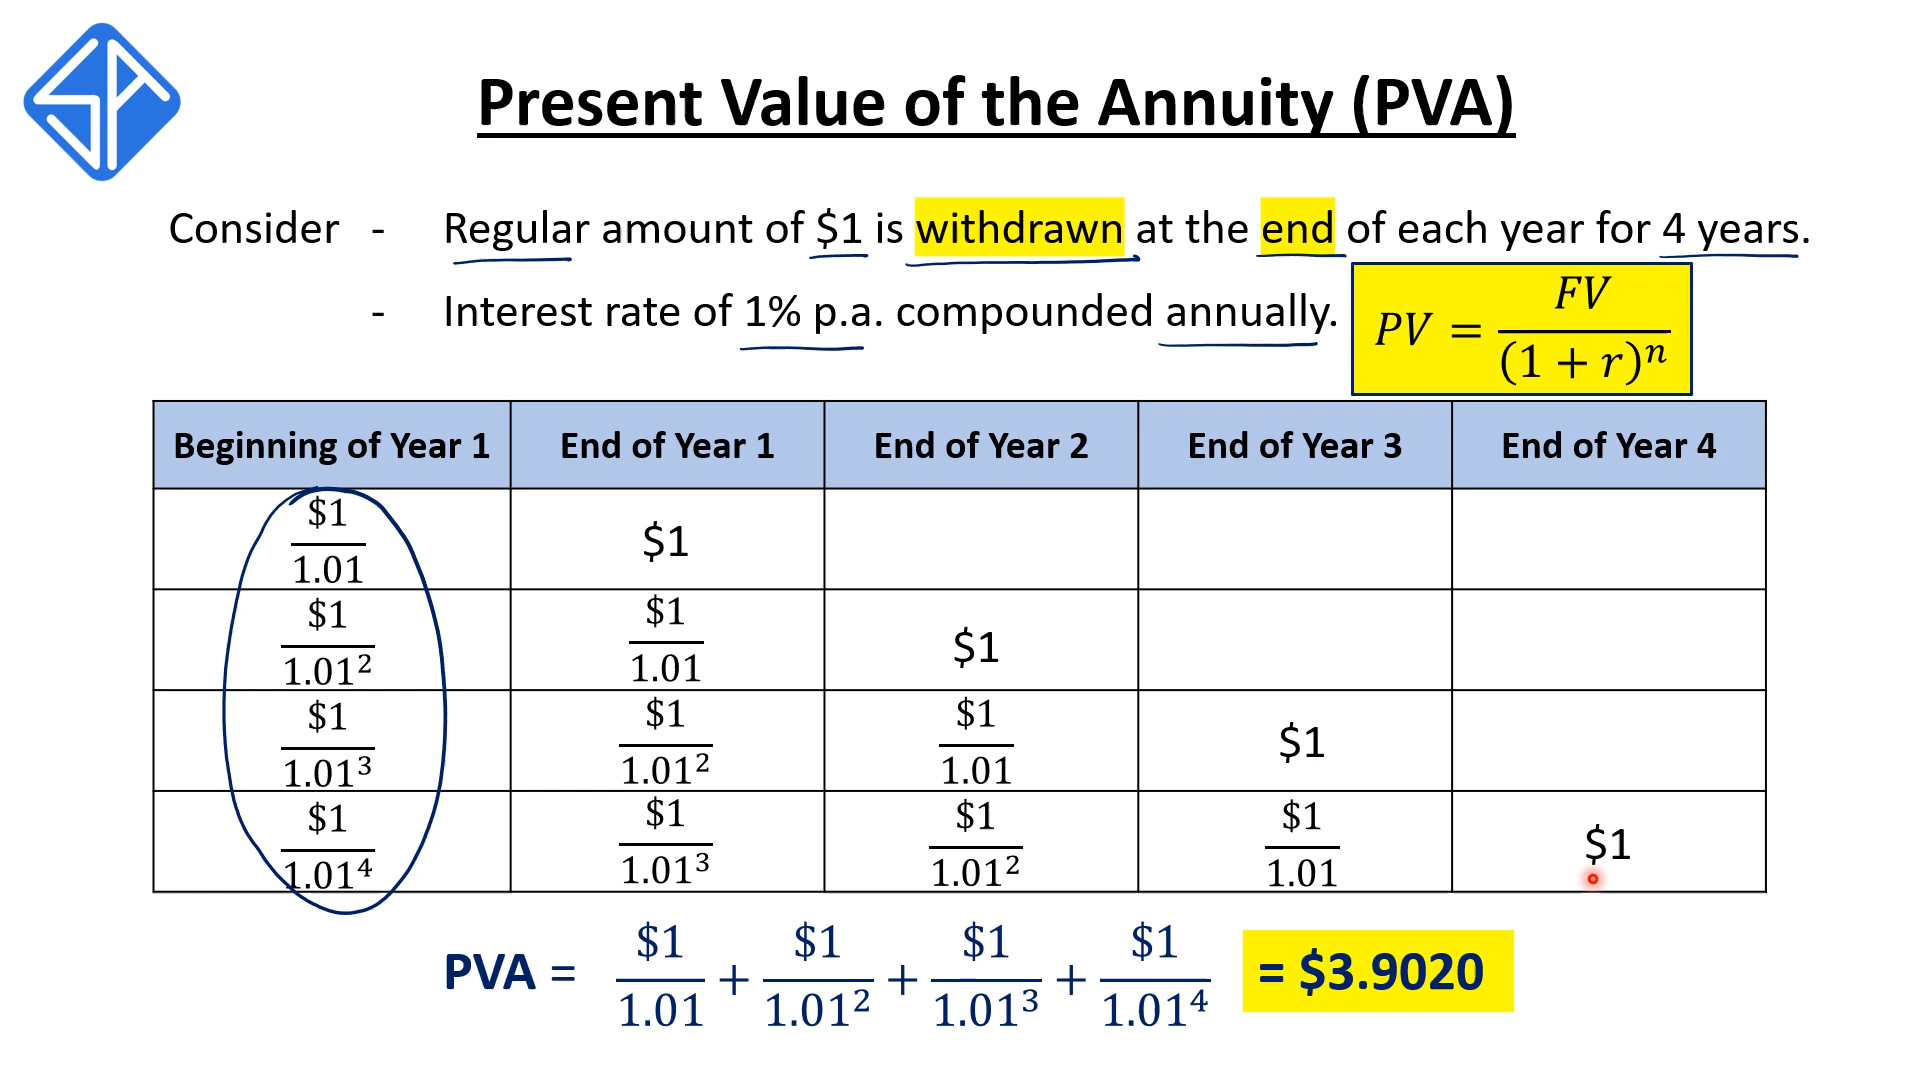 Present Value of the Annuity (PVA)
Consider - Regular amount of $1 is withdrawn at the end of each year for 4 years.
- Interest rate of 1% p.a. compounded annually.
PV = FV / (1 + r)ⁿ
Beginning of Year 1 End of Year 1 End of Year 2 End of Year 3 End of Year 4
$1/1.01 $1
$1/1.01² $1/1.01 $1
$1/1.01³ $1/1.01² $1/1.01 $1
$1/1.01⁴ $1/1.01³ $1/1.01² $1/1.01 $1
PVA = $1/1.01 + $1/1.01² + $1/1.01³ + $1/1.01⁴ = $3.9020